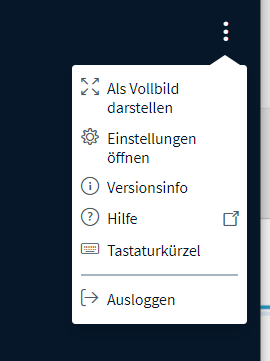 Als Vollbild
darstellen
Einstellungen
öffnen
Versionsinfo
Hilfe
Tastaturkürzel
Ausloggen